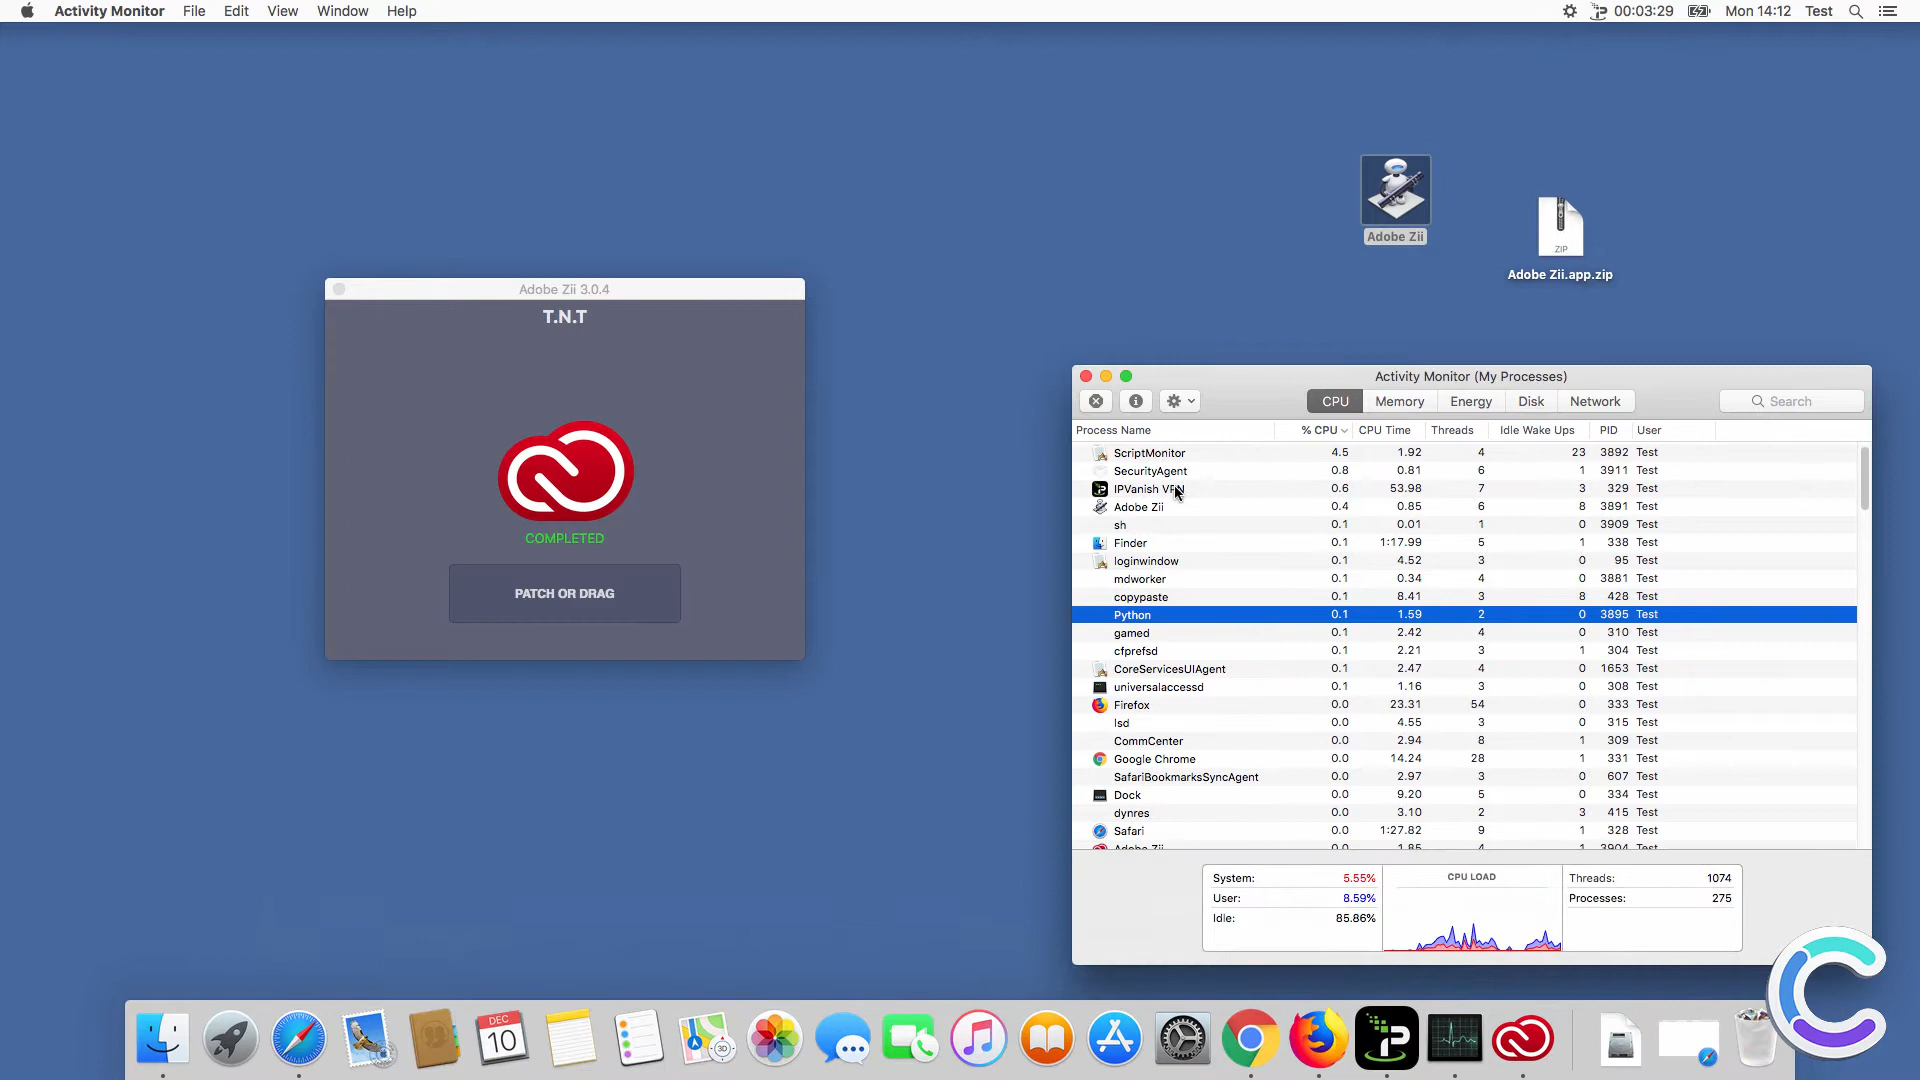 Activity Monitor File Edit View Window Help
00:03:29 Mon 14:12 Test
Adobe Zii
ZIP
Adobe Zii.app.zip
Adobe Zii 3.0.4
T.N.T
COMPLETED
PATCH OR DRAG
Activity Monitor (My Processes)
CPU Memory Energy Disk Network Search
Process Name % CPU CPU Time Threads Idle Wake Ups PID User
ScriptMonitor 4.5 1.92 4 23 3892 Test
SecurityAgent 0.8 0.81 6 1 3911 Test
IPVanish VPN 0.6 53.98 7 3 329 Test
Adobe Zii 0.4 0.85 6 8 3891 Test
sh 0.1 0.01 1 0 3909 Test
Finder 0.1 1:17.99 5 1 338 Test
loginwindow 0.1 4.52 3 0 95 Test
mdworker 0.1 0.34 4 0 3881 Test
copypaste 0.1 8.41 3 8 428 Test
Python 0.1 1.59 2 0 3895 Test
gamed 0.1 2.42 4 0 310 Test
cfprefsd 0.1 2.21 3 1 304 Test
CoreServicesUIAgent 0.1 2.47 4 0 1653 Test
universalaccessd 0.1 1.16 3 0 308 Test
Firefox 0.0 23.31 54 0 333 Test
lsd 0.0 4.55 3 0 315 Test
CommCenter 0.0 2.94 8 1 309 Test
Google Chrome 0.0 14.24 28 1 331 Test
SafariBookmarksSyncAgent 0.0 2.97 3 0 607 Test
Dock 0.0 9.20 5 0 334 Test
dynres 0.0 3.10 2 3 415 Test
Safari 0.0 1:27.82 9 1 328 Test
Adobe Zii 0.0 1.85 4 1 3904 Test
System: 5.55% CPU LOAD Threads: 1074
User: 8.59% Processes: 275
Idle: 85.86%
DEC
10
3D